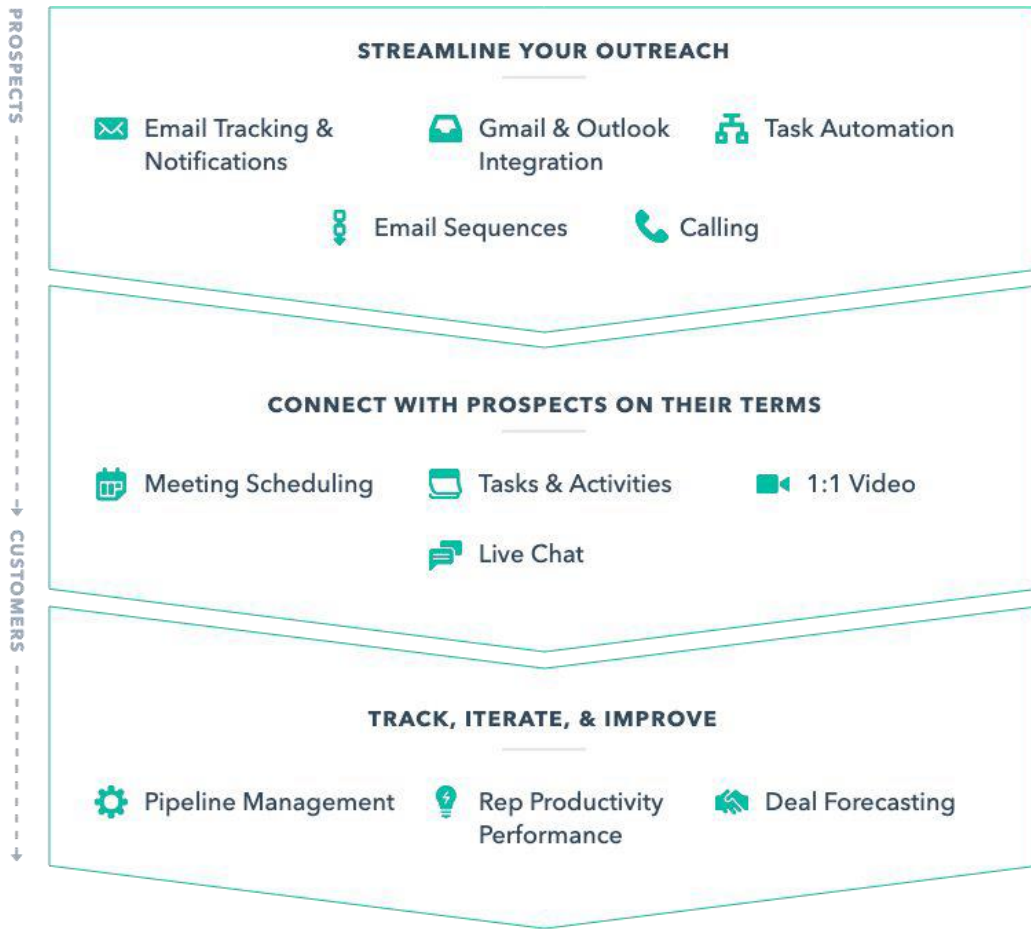 PROSPECTS
CUSTOMERS
STREAMLINE YOUR OUTREACH
Email Tracking &
Notifications
Gmail & Outlook
Integration
Task Automation
Email Sequences
Calling
CONNECT WITH PROSPECTS ON THEIR TERMS
Meeting Scheduling
Tasks & Activities
1:1 Video
Live Chat
TRACK, ITERATE, & IMPROVE
Pipeline Management
Rep Productivity
Performance
Deal Forecasting